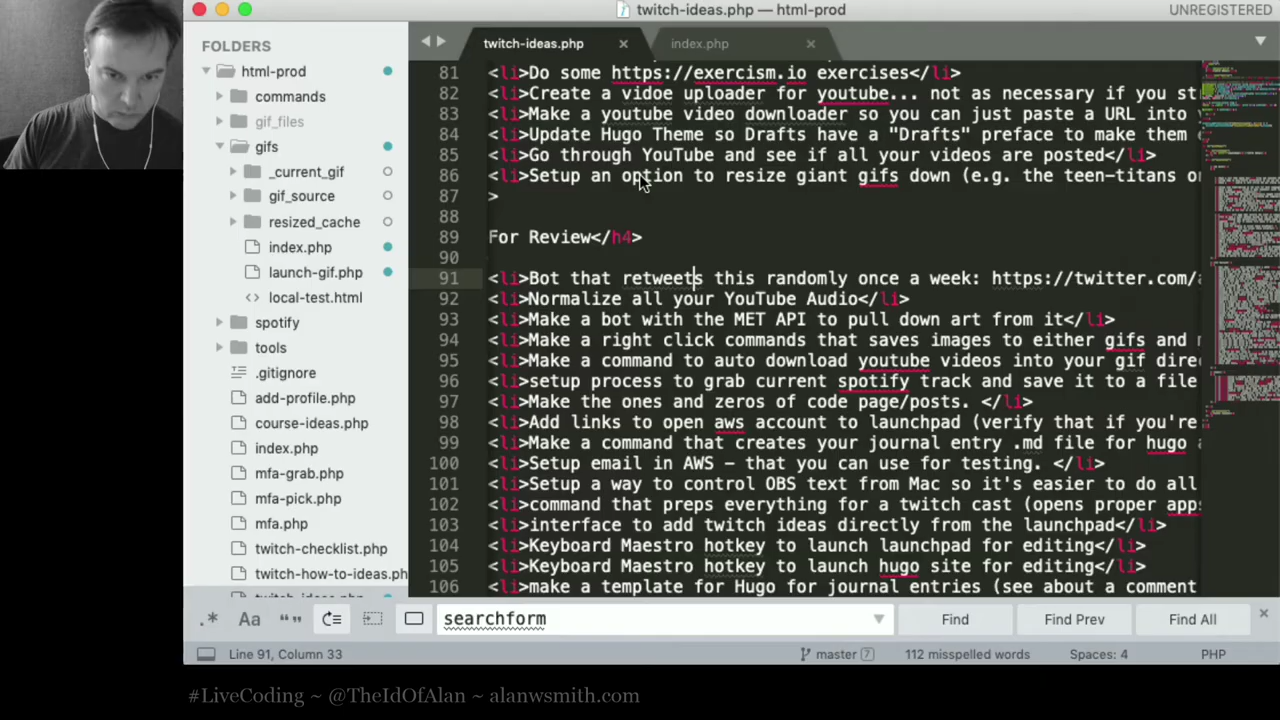 twitch-ideas.php — html-prod
UNREGISTERED
FOLDERS
html-prod
commands
gif_files
gifs
_current_gif
gif_source
resized_cache
index.php
launch-gif.php
local-test.html
spotify
tools
.gitignore
add-profile.php
course-ideas.php
index.php
mfa-grab.php
mfa-pick.php
mfa.php
twitch-checklist.php
twitch-how-to-ideas.ph
twitch-ideas.php
twitch-ideas.php
index.php
81 <li>Do some https://exercism.io exercises</li>
82 <li>Create a vidoe uploader for youtube... not as necessary if you st
83 <li>Make a youtube video downloader so you can just paste a URL into
84 <li>Update Hugo Theme so Drafts have a "Drafts" preface to make them
85 <li>Go through YouTube and see if all your videos are posted</li>
86 <li>Setup an option to resize giant gifs down (e.g. the teen-titans or
87 >
88
89 For Review</h4>
90
91 <li>Bot that retweets this randomly once a week: https://twitter.com/
92 <li>Normalize all your YouTube Audio</li>
93 <li>Make a bot with the MET API to pull down art from it</li>
94 <li>Make a right click commands that saves images to either gifs and
95 <li>Make a command to auto download youtube videos into your gif dire
96 <li>setup process to grab current spotify track and save it to a file
97 <li>Make the ones and zeros of code page/posts. </li>
98 <li>Add links to open aws account to launchpad (verify that if you're
99 <li>Make a command that creates your journal entry .md file for hugo
100 <li>Setup email in AWS - that you can use for testing. </li>
101 <li>Setup a way to control OBS text from Mac so it's easier to do all
102 <li>command that preps everything for a twitch cast (opens proper apps
103 <li>interface to add twitch ideas directly from the launchpad</li>
104 <li>Keyboard Maestro hotkey to launch launchpad for editing</li>
105 <li>Keyboard Maestro hotkey to launch hugo site for editing</li>
106 <li>make a template for Hugo for journal entries (see about a comment
.* Aa “” searchform Find Find Prev Find All
Line 91, Column 33 master 7 112 misspelled words Spaces: 4 PHP
#LiveCoding ~ @TheIdOfAlan ~ alanwsmith.com